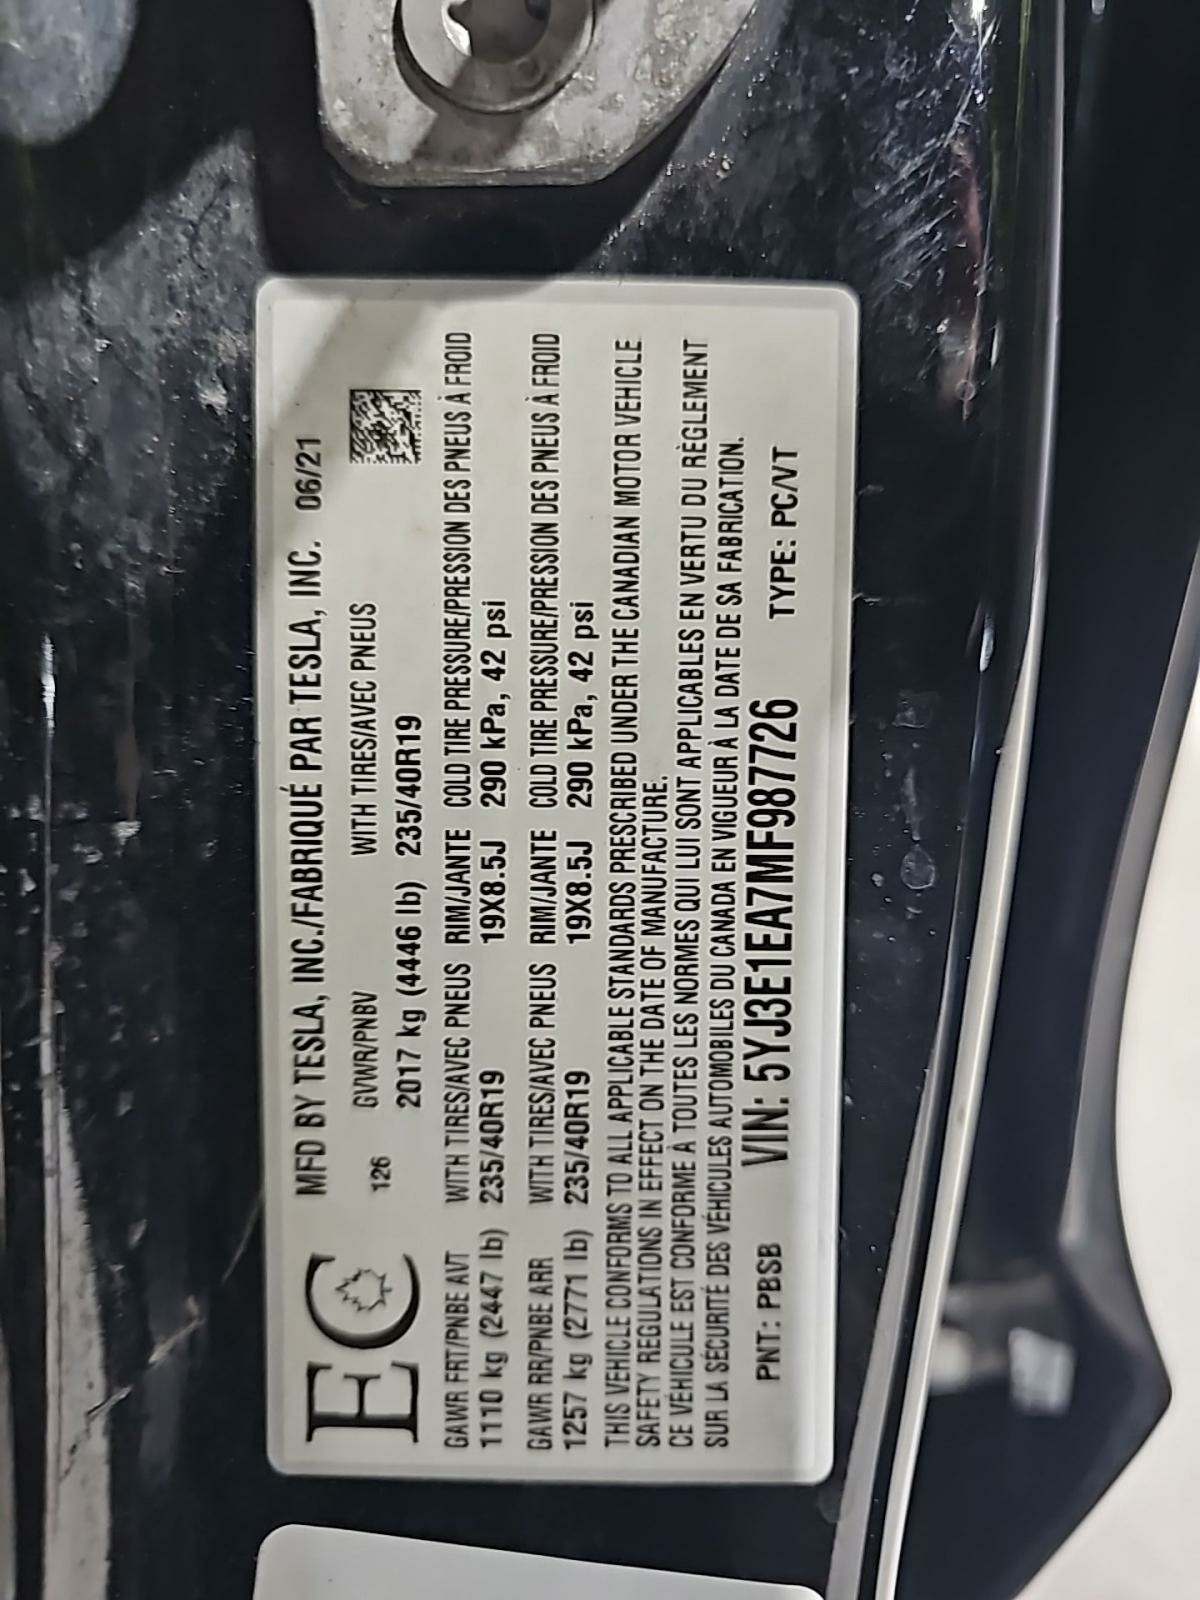 MFD BY TESLA, INC./FABRIQUÉ PAR TESLA, INC. 06/21
EC
126 GVWR/PNBV WITH TIRES/AVEC PNEUS
2017 kg (4446 lb) 235/40R19
GAWR FRT/PNBE AVT WITH TIRES/AVEC PNEUS RIM/JANTE COLD TIRE PRESSURE/PRESSION DES PNEUS À FROID
1110 kg (2447 lb) 235/40R19 19X8.5J 290 kPa, 42 psi
GAWR RR/PNBE ARR WITH TIRES/AVEC PNEUS RIM/JANTE COLD TIRE PRESSURE/PRESSION DES PNEUS À FROID
1257 kg (2771 lb) 235/40R19 19X8.5J 290 kPa, 42 psi
THIS VEHICLE CONFORMS TO ALL APPLICABLE STANDARDS PRESCRIBED UNDER THE CANADIAN MOTOR VEHICLE
SAFETY REGULATIONS IN EFFECT ON THE DATE OF MANUFACTURE.
CE VÉHICULE EST CONFORME À TOUTES LES NORMES QUI LUI SONT APPLICABLES EN VERTU DU RÈGLEMENT
SUR LA SÉCURITÉ DES VÉHICULES AUTOMOBILES DU CANADA EN VIGUEUR À LA DATE DE SA FABRICATION.
PNT: PBSB VIN: 5YJ3E1EA7MF987726 TYPE: PC/VT